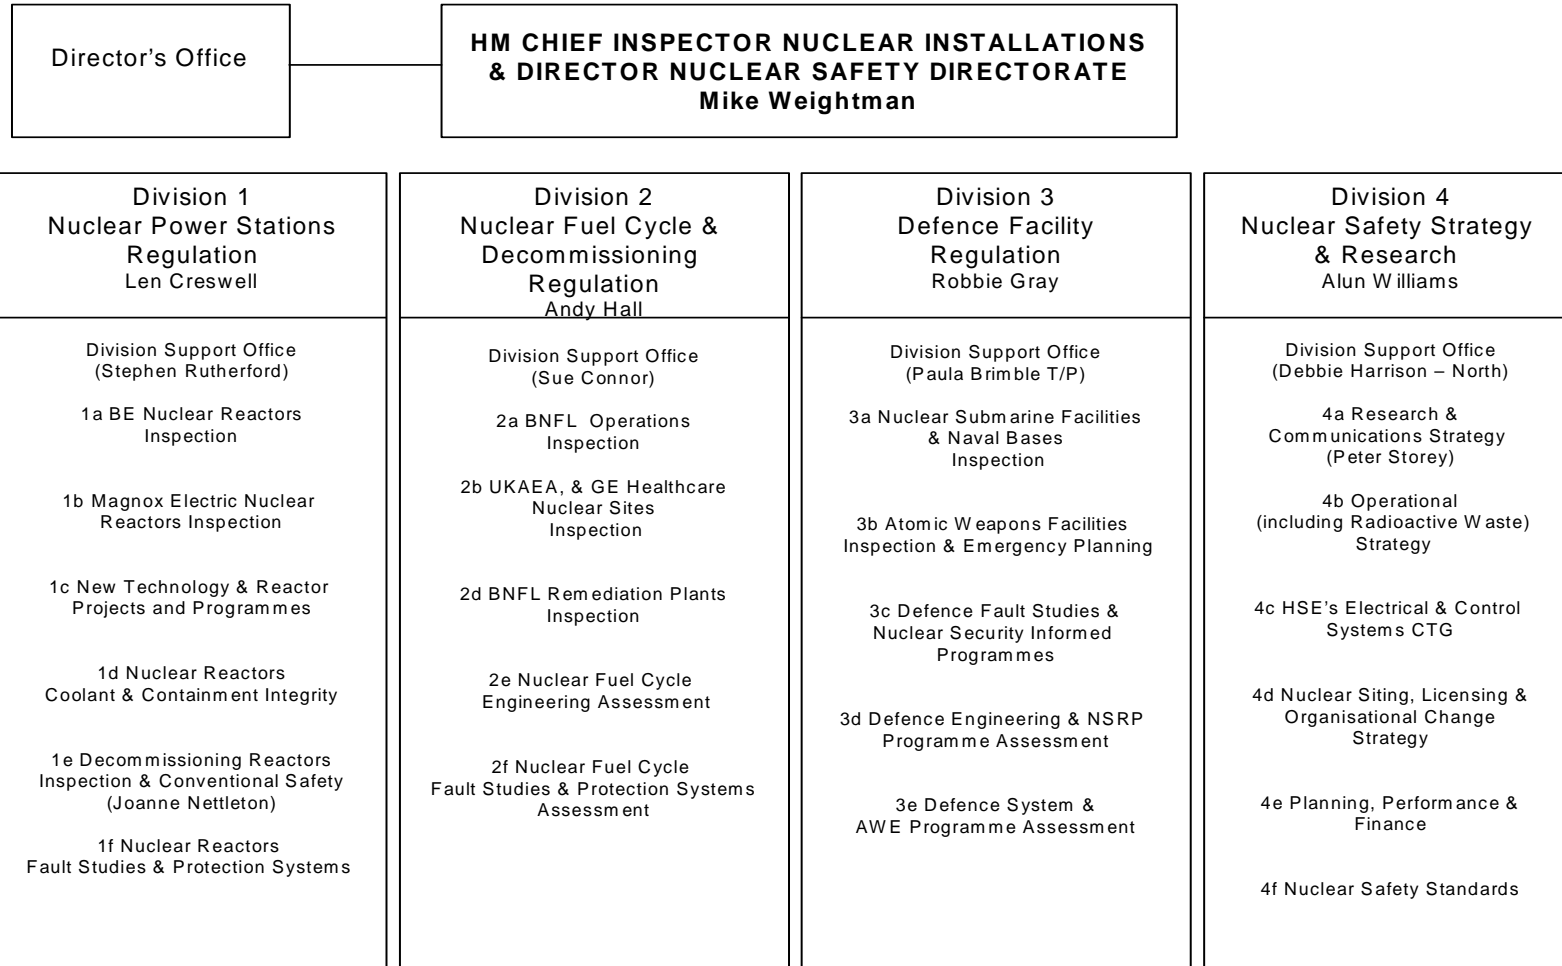 Director's Office
HM CHIEF INSPECTOR NUCLEAR INSTALLATIONS
& DIRECTOR NUCLEAR SAFETY DIRECTORATE
Mike Weightman
Division 1
Nuclear Power Stations
Regulation
Len Creswell
Division Support Office
(Stephen Rutherford)
1a BE Nuclear Reactors
Inspection
1b Magnox Electric Nuclear
Reactors Inspection
1c New Technology & Reactor
Projects and Programmes
1d Nuclear Reactors
Coolant & Containment Integrity
1e Decommissioning Reactors
Inspection & Conventional Safety
(Joanne Nettleton)
1f Nuclear Reactors
Fault Studies & Protection Systems
Division 2
Nuclear Fuel Cycle &
Decommissioning
Regulation
Andy Hall
Division Support Office
(Sue Connor)
2a BNFL Operations
Inspection
2b UKAEA, & GE Healthcare
Nuclear Sites
Inspection
2d BNFL Remediation Plants
Inspection
2e Nuclear Fuel Cycle
Engineering Assessment
2f Nuclear Fuel Cycle
Fault Studies & Protection Systems
Assessment
Division 3
Defence Facility
Regulation
Robbie Gray
Division Support Office
(Paula Brimble T/P)
3a Nuclear Submarine Facilities
& Naval Bases
Inspection
3b Atomic Weapons Facilities
Inspection & Emergency Planning
3c Defence Fault Studies &
Nuclear Security Informed
Programmes
3d Defence Engineering & NSRP
Programme Assessment
3e Defence System &
AWE Programme Assessment
Division 4
Nuclear Safety Strategy
& Research
Alun Williams
Division Support Office
(Debbie Harrison – North)
4a Research &
Communications Strategy
(Peter Storey)
4b Operational
(including Radioactive Waste)
Strategy
4c HSE's Electrical & Control
Systems CTG
4d Nuclear Siting, Licensing &
Organisational Change
Strategy
4e Planning, Performance &
Finance
4f Nuclear Safety Standards